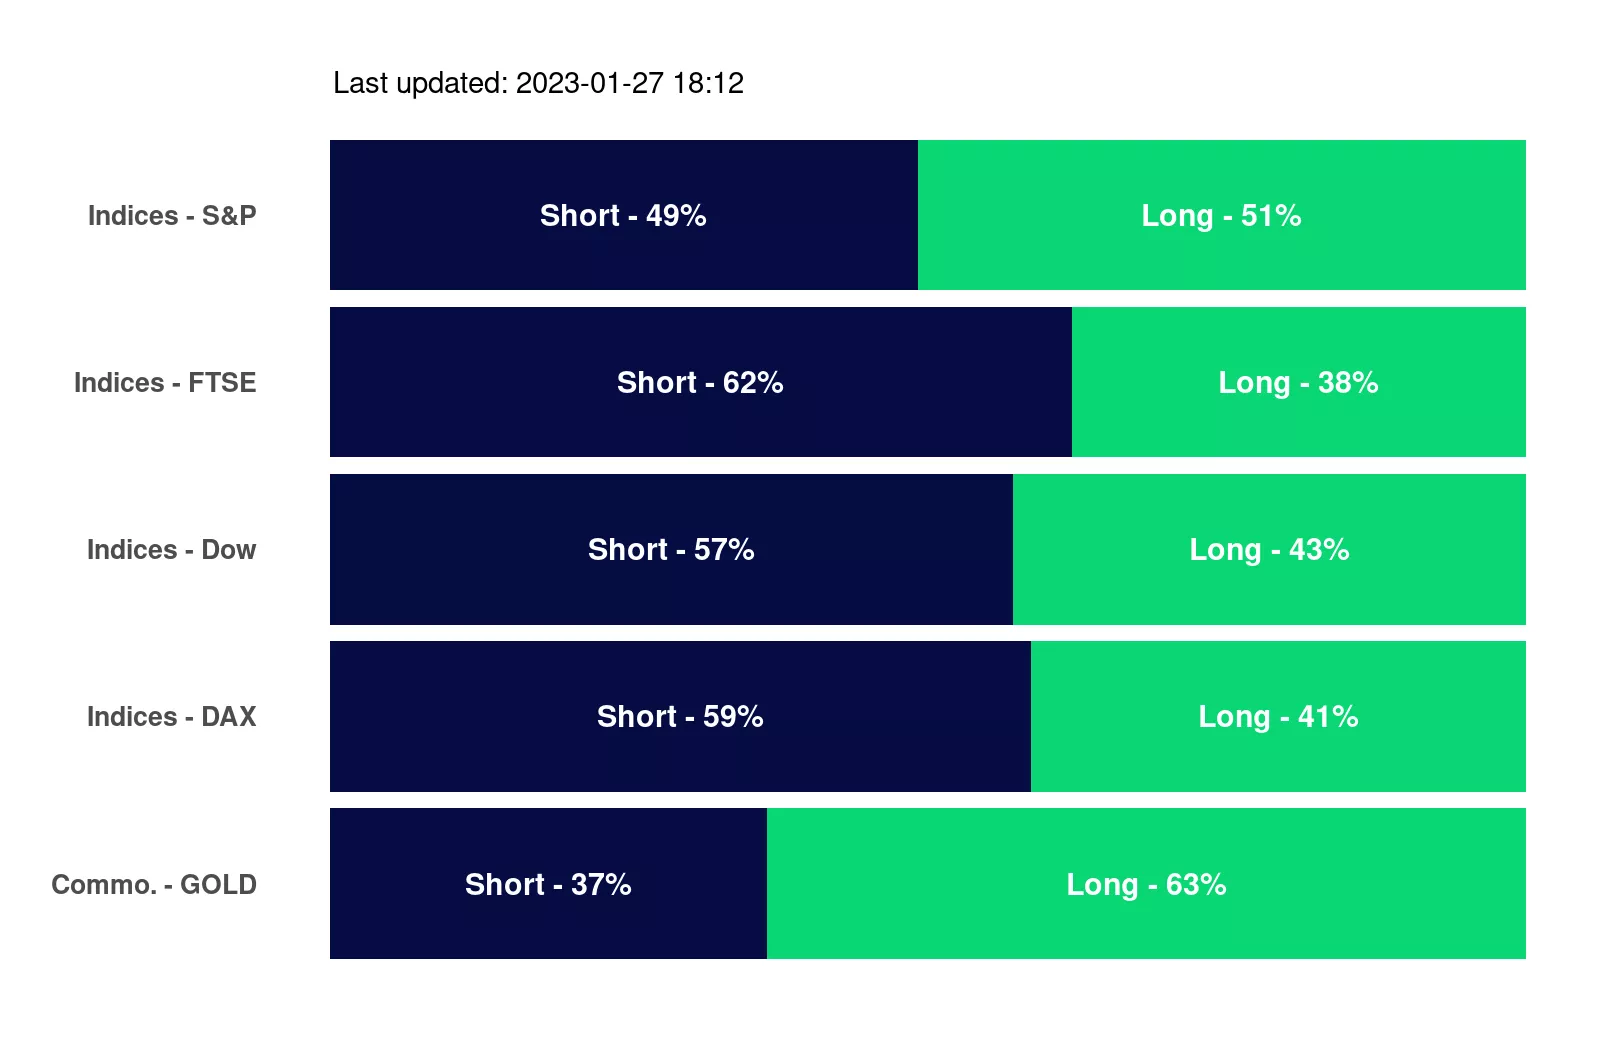 Last updated: 2023-01-27 18:12
Indices - S&P Short - 49% Long - 51%
Indices - FTSE Short - 62% Long - 38%
Indices - Dow Short - 57% Long - 43%
Indices - DAX Short - 59% Long - 41%
Commo. - GOLD Short - 37% Long - 63%